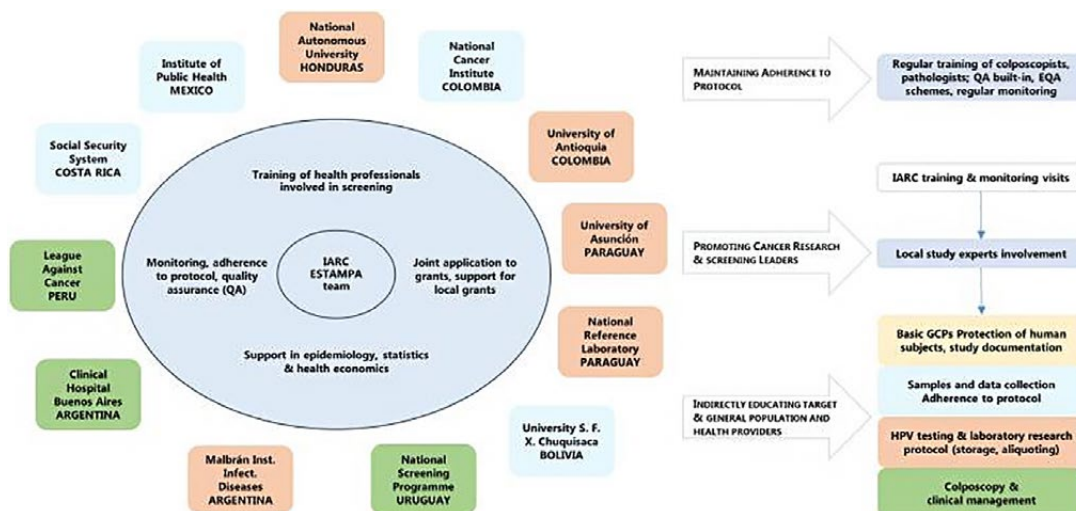 National
Autonomous
University
HONDURAS
Institute of
Public Health
MEXICO
National
Cancer
Institute
COLOMBIA
Social Security
System
COSTA RICA
University of
Antioquia
COLOMBIA
League
Against
Cancer
PERU
University of
Asunción
PARAGUAY
Clinical
Hospital
Buenos Aires
ARGENTINA
National
Reference
Laboratory
PARAGUAY
Malbrán Inst.
Infect.
Diseases
ARGENTINA
National
Screening
Programme
URUGUAY
University S. F.
X. Chuquisaca
BOLIVIA
Training of health professionals
involved in screening
Monitoring, adherence
to protocol, quality
assurance (QA)
IARC
ESTAMPA
team
Joint application to
grants, support for
local grants
Support in epidemiology, statistics
& health economics
MAINTAINING ADHERENCE TO
PROTOCOL
PROMOTING CANCER RESEARCH
& SCREENING LEADERS
INDIRECTLY EDUCATING TARGET
& GENERAL POPULATION AND
HEALTH PROVIDERS
Regular training of colposcopists,
pathologists; QA built-in, EQA
schemes, regular monitoring
IARC training & monitoring visits
Local study experts involvement
Basic GCPs Protection of human
subjects, study documentation
Samples and data collection
Adherence to protocol
HPV testing & laboratory research
protocol (storage, aliquoting)
Colposcopy &
clinical management